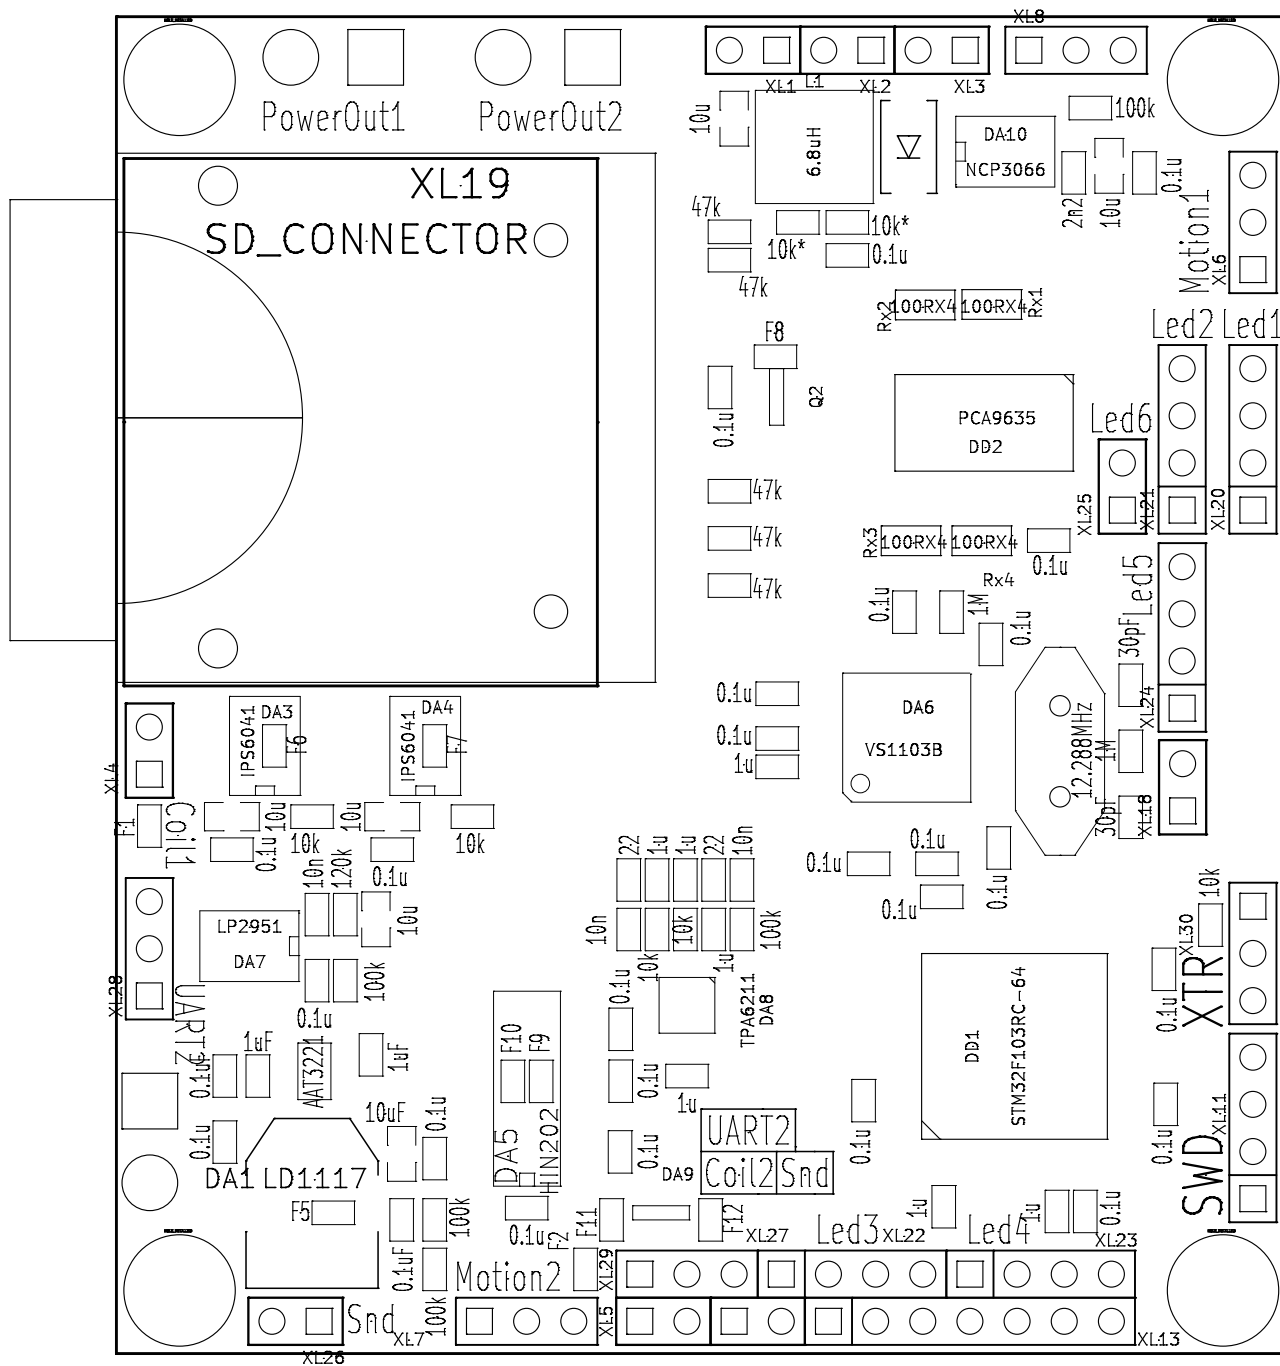 XL8
XL1
L1
XL2
XL3
PowerOut1
PowerOut2
10u
6.8uH
DA10
NCP3066
100k
2n2
10u
0.1u
Motion1
XL6
XL19
SD_CONNECTOR
47k
10k*
10k*
0.1u
47k
Rx2
100RX4
100RX4
Rx1
Led2
Led1
F8
Q2
0.1u
PCA9635
DD2
Led6
XL25
XL21
XL20
47k
47k
47k
Rx3
100RX4
100RX4
Rx4
0.1u
0.1u
1M
0.1u
Led5
30pF
XL24
DA3
IPS6041
F6
DA4
IPS6041
F7
0.1u
0.1u
1u
DA6
VS1103B
12.288MHz
1M
30pF
XL18
XL4
F1
Coil1
10u
0.1u
10k
10u
0.1u
10k
10n
120k
22
1u
1u
22
10n
0.1u
0.1u
0.1u
0.1u
LP2951
DA7
10u
10n
10k
10k
1u
100k
10k
XL30
XTR
XL28
UART2
0.1u
100k
0.1u
TPA6211
DA8
DD1
STM32F103RC-64
0.1u
0.1u
1uF
AAT3221
1uF
F10
F9
0.1u
1u
0.1u
0.1u
XL11
SWD
0.1u
10uF
0.1u
DA5
HIN202
0.1u
DA9
UART2
Coil2
Snd
DA1
LD1117
F5
0.1uF
100k
100k
0.1u
F2
F11
F12
XL27
Led3
XL22
1u
Led4
1u
0.1u
XL23
XL29
Motion2
Snd
XL26
XL7
XL5
XL13